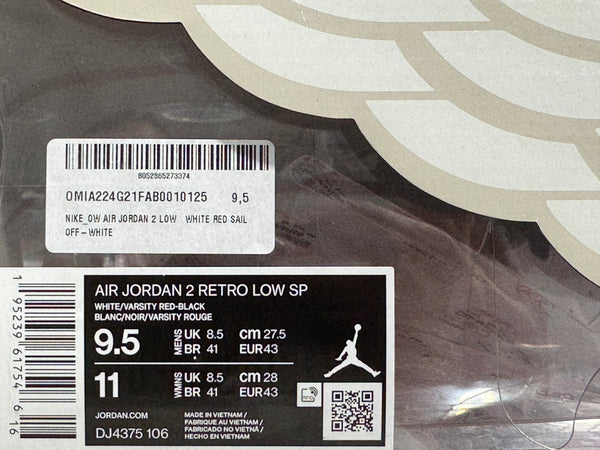 8052865273374
OMIA224G21FAB0010125 9,5
NIKE_OW AIR JORDAN 2 LOW WHITE RED SAIL
OFF-WHITE
1 95239 61754 6 16
AIR JORDAN 2 RETRO LOW SP
WHITE/VARSITY RED-BLACK
BLANC/NOIR/VARSITY ROUGE
9.5 MENS UK 8.5 cm 27.5
BR 41 EUR 43
11 WMNS UK 8.5 cm 28
BR 41 EUR 43
JORDAN.COM
DJ4375 106
MADE IN VIETNAM /
FABRIQUE AU VIETNAM /
FABRICADO NO VIETNÃ /
HECHO EN VIETNAM